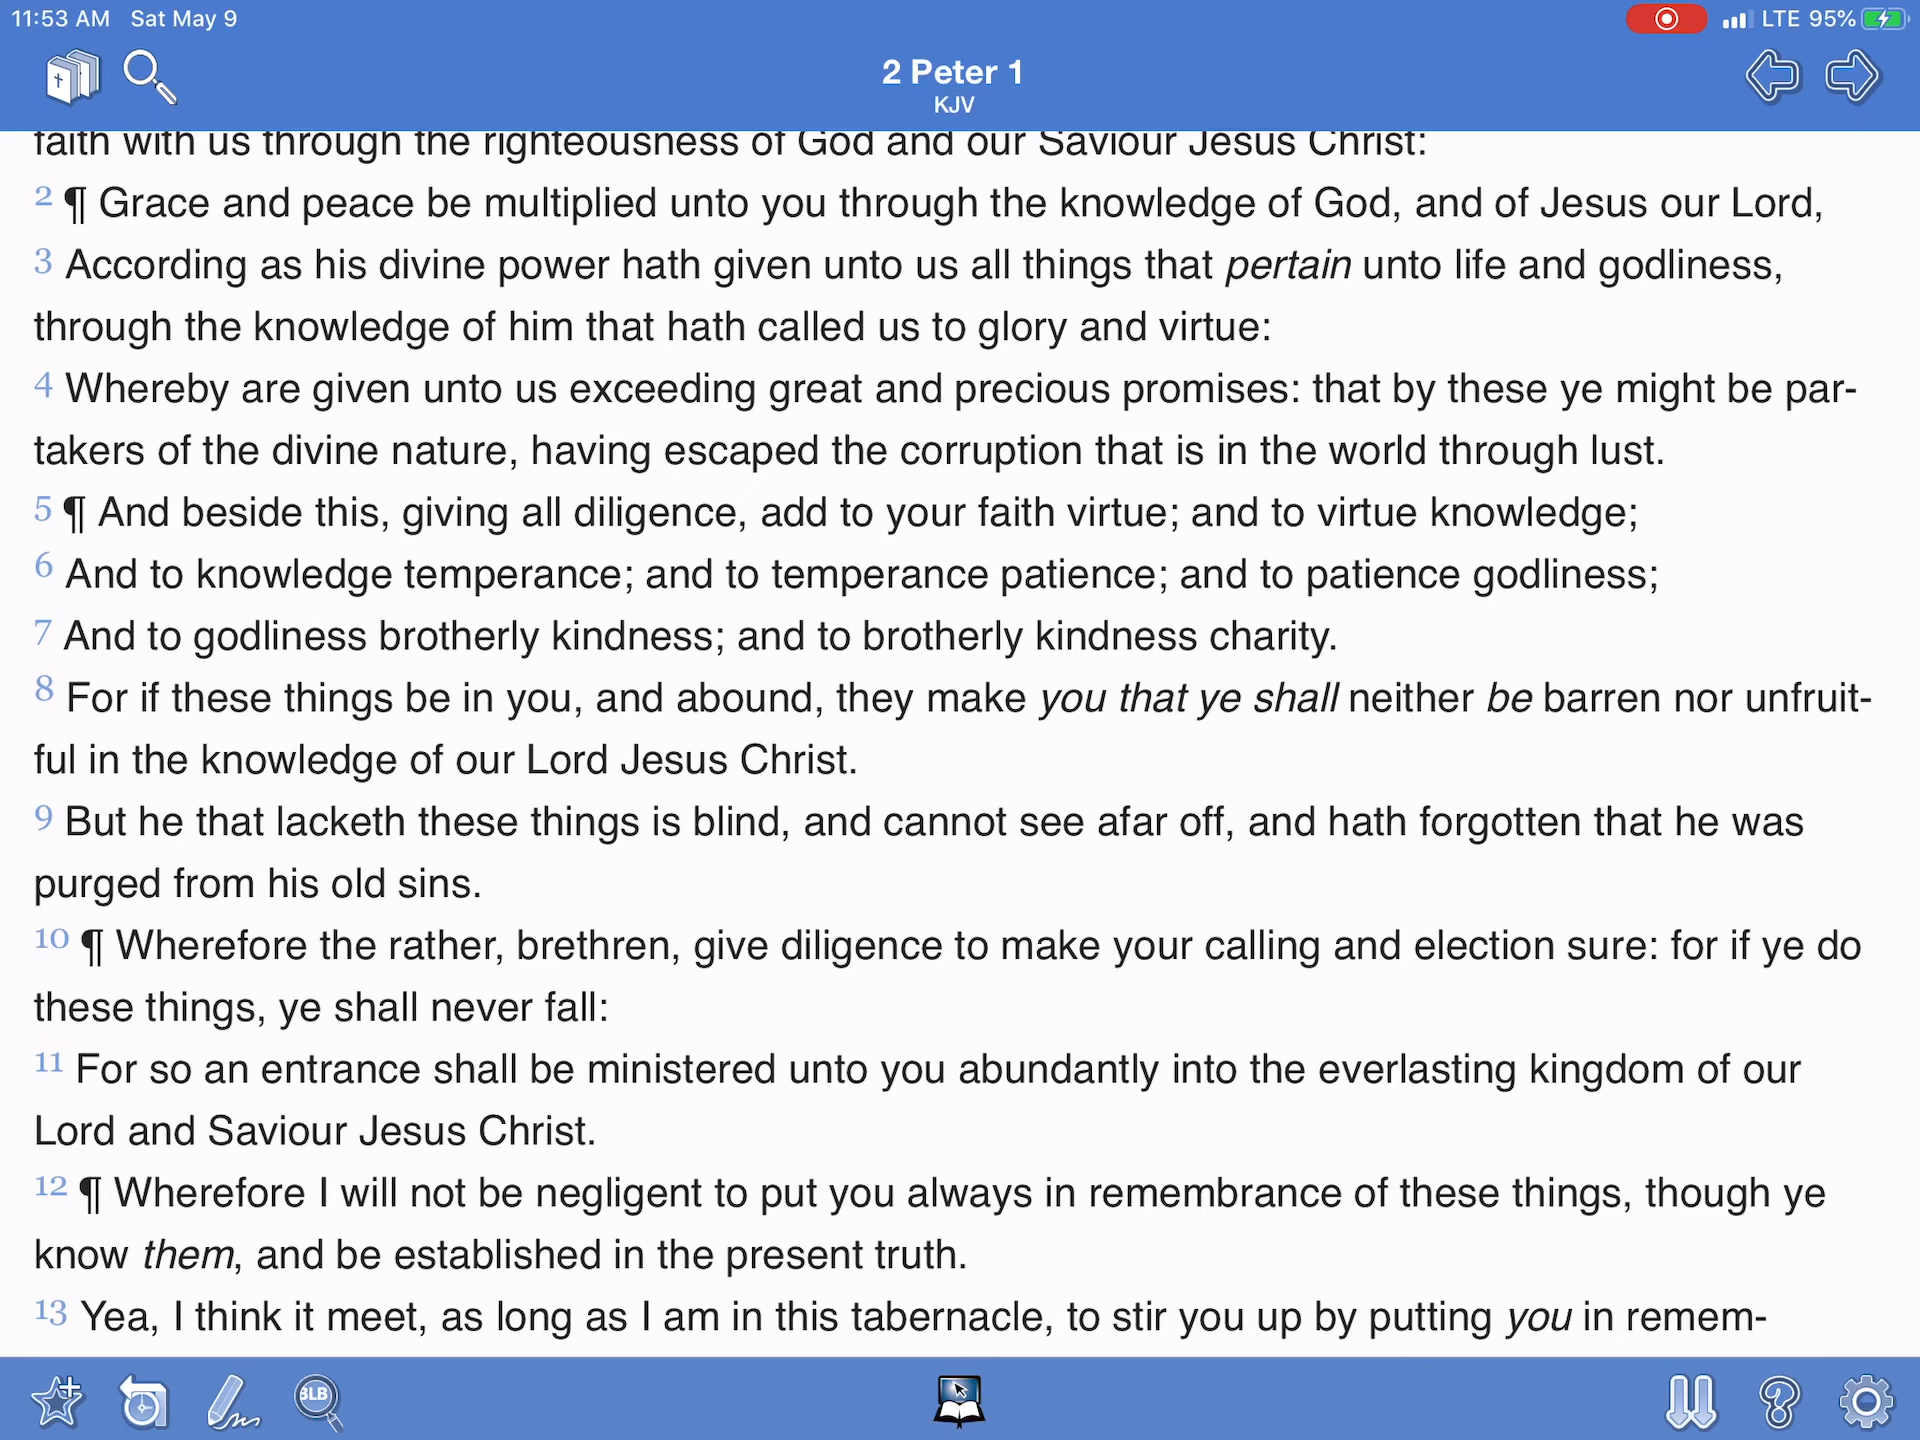 11:53 AM Sat May 9
LTE 95%
2 Peter 1
KJV
faith with us through the righteousness of God and our Saviour Jesus Christ:
2 ¶ Grace and peace be multiplied unto you through the knowledge of God, and of Jesus our Lord,
3 According as his divine power hath given unto us all things that pertain unto life and godliness,
through the knowledge of him that hath called us to glory and virtue:
4 Whereby are given unto us exceeding great and precious promises: that by these ye might be par-
takers of the divine nature, having escaped the corruption that is in the world through lust.
5 ¶ And beside this, giving all diligence, add to your faith virtue; and to virtue knowledge;
6 And to knowledge temperance; and to temperance patience; and to patience godliness;
7 And to godliness brotherly kindness; and to brotherly kindness charity.
8 For if these things be in you, and abound, they make you that ye shall neither be barren nor unfruit-
ful in the knowledge of our Lord Jesus Christ.
9 But he that lacketh these things is blind, and cannot see afar off, and hath forgotten that he was
purged from his old sins.
10 ¶ Wherefore the rather, brethren, give diligence to make your calling and election sure: for if ye do
these things, ye shall never fall:
11 For so an entrance shall be ministered unto you abundantly into the everlasting kingdom of our
Lord and Saviour Jesus Christ.
12 ¶ Wherefore I will not be negligent to put you always in remembrance of these things, though ye
know them, and be established in the present truth.
13 Yea, I think it meet, as long as I am in this tabernacle, to stir you up by putting you in remem-
BLB